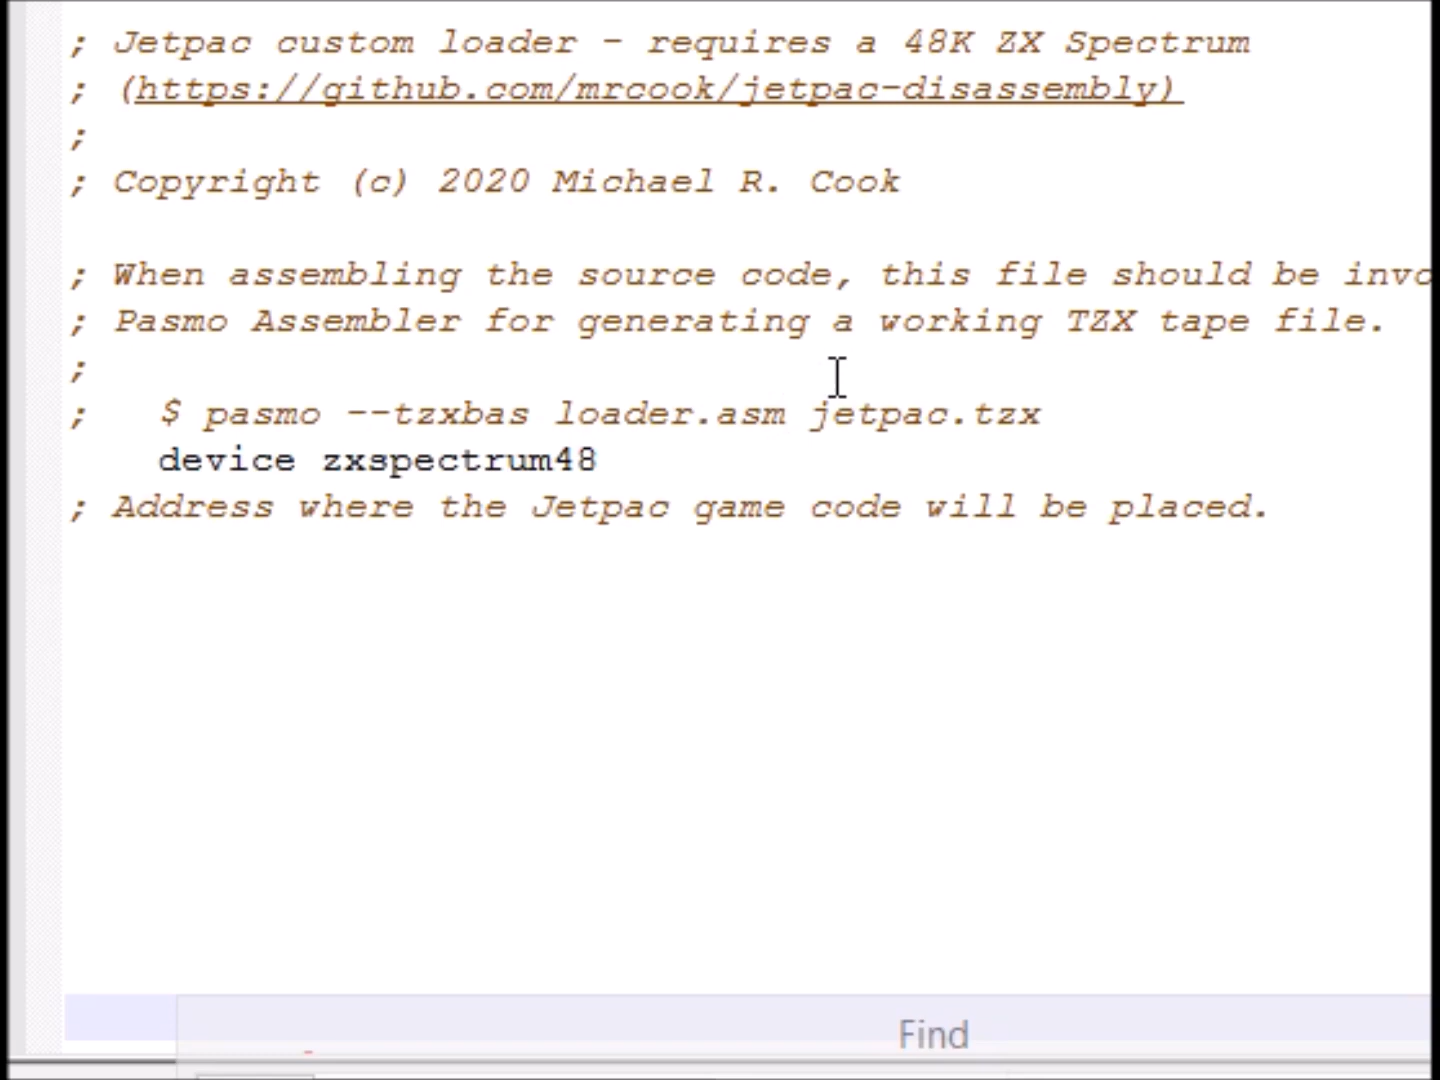 ; Jetpac custom loader - requires a 48K ZX Spectrum
; (https://github.com/mrcook/jetpac-disassembly)
;
; Copyright (c) 2020 Michael R. Cook
; When assembling the source code, this file should be
; Pasmo Assembler for generating a working TZX tape file.
;
; $ pasmo --tzxbas loader.asm jetpac.tzx
device zxspectrum48
; Address where the Jetpac game code will be placed.
Find